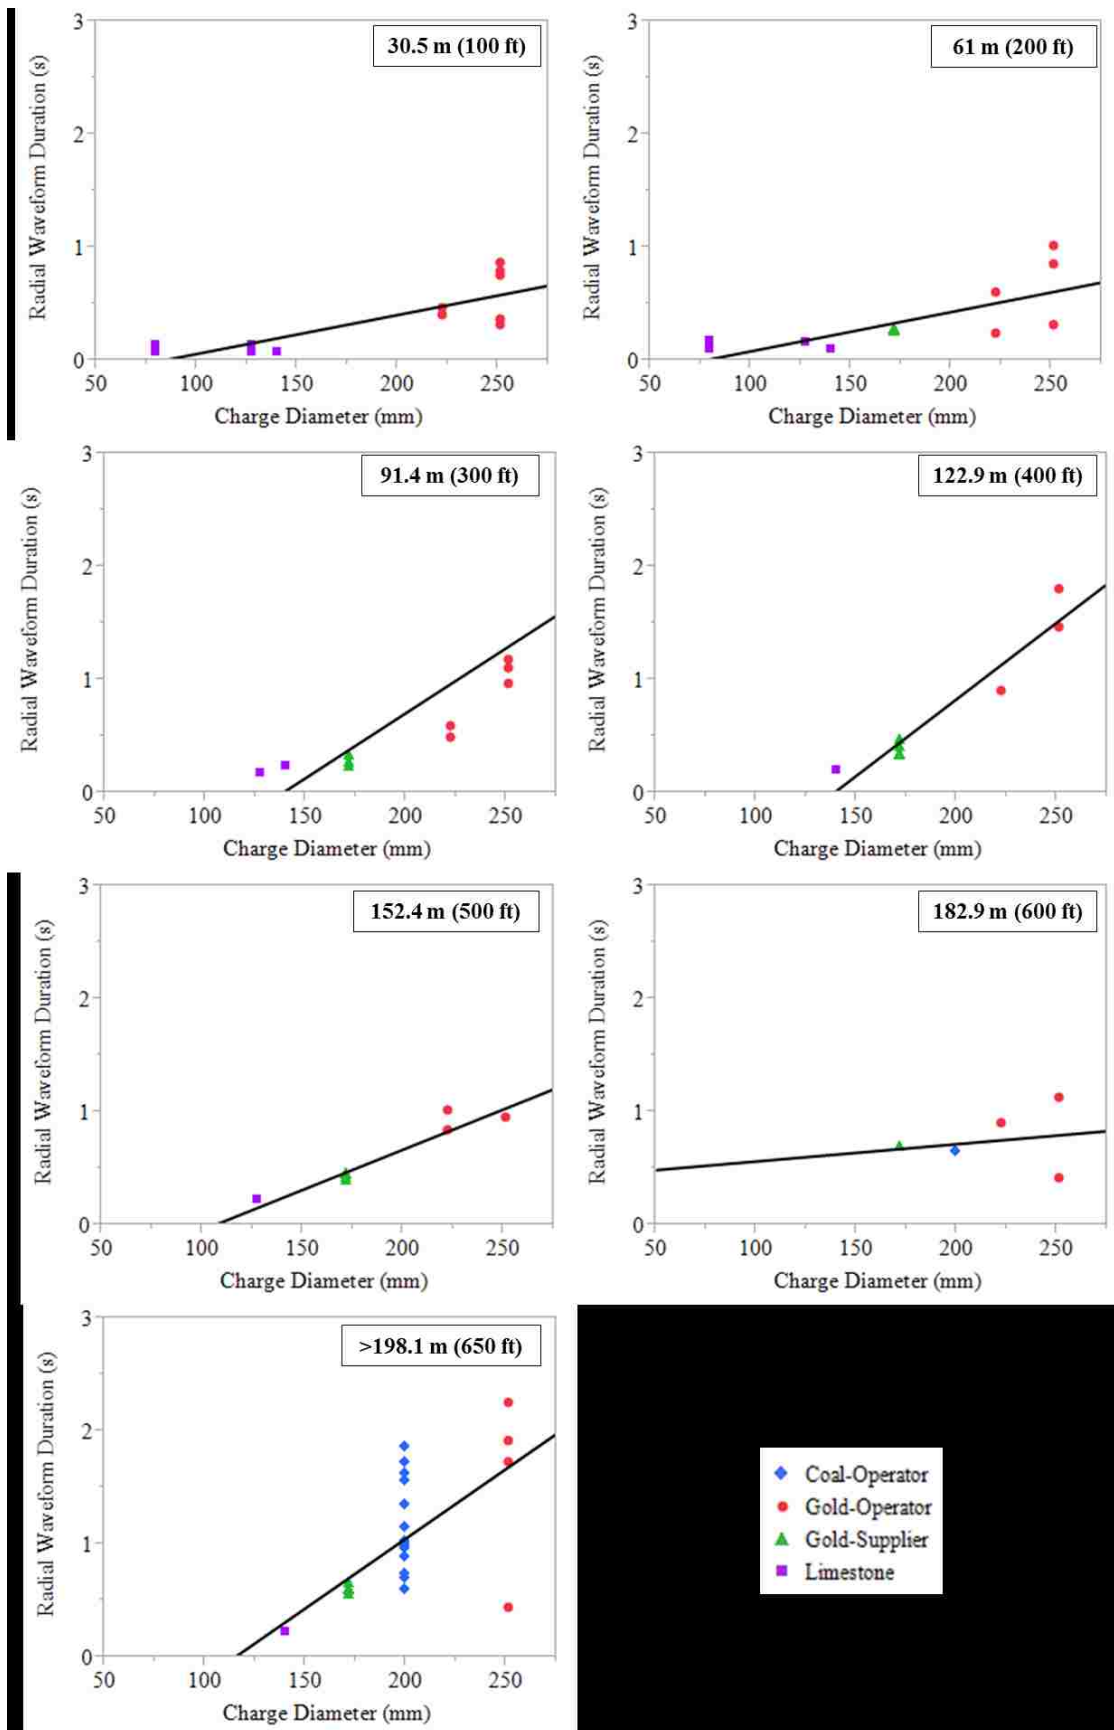 30.5 m (100 ft)
Radial Waveform Duration (s)
3
2
1
0
50 100 150 200 250
Charge Diameter (mm)
61 m (200 ft)
Radial Waveform Duration (s)
3
2
1
0
50 100 150 200 250
Charge Diameter (mm)
91.4 m (300 ft)
Radial Waveform Duration (s)
3
2
1
0
50 100 150 200 250
Charge Diameter (mm)
122.9 m (400 ft)
Radial Waveform Duration (s)
3
2
1
0
50 100 150 200 250
Charge Diameter (mm)
152.4 m (500 ft)
Radial Waveform Duration (s)
3
2
1
0
50 100 150 200 250
Charge Diameter (mm)
182.9 m (600 ft)
Radial Waveform Duration (s)
3
2
1
0
50 100 150 200 250
Charge Diameter (mm)
>198.1 m (650 ft)
Radial Waveform Duration (s)
3
2
1
0
50 100 150 200 250
Charge Diameter (mm)
Coal-Operator
Gold-Operator
Gold-Supplier
Limestone